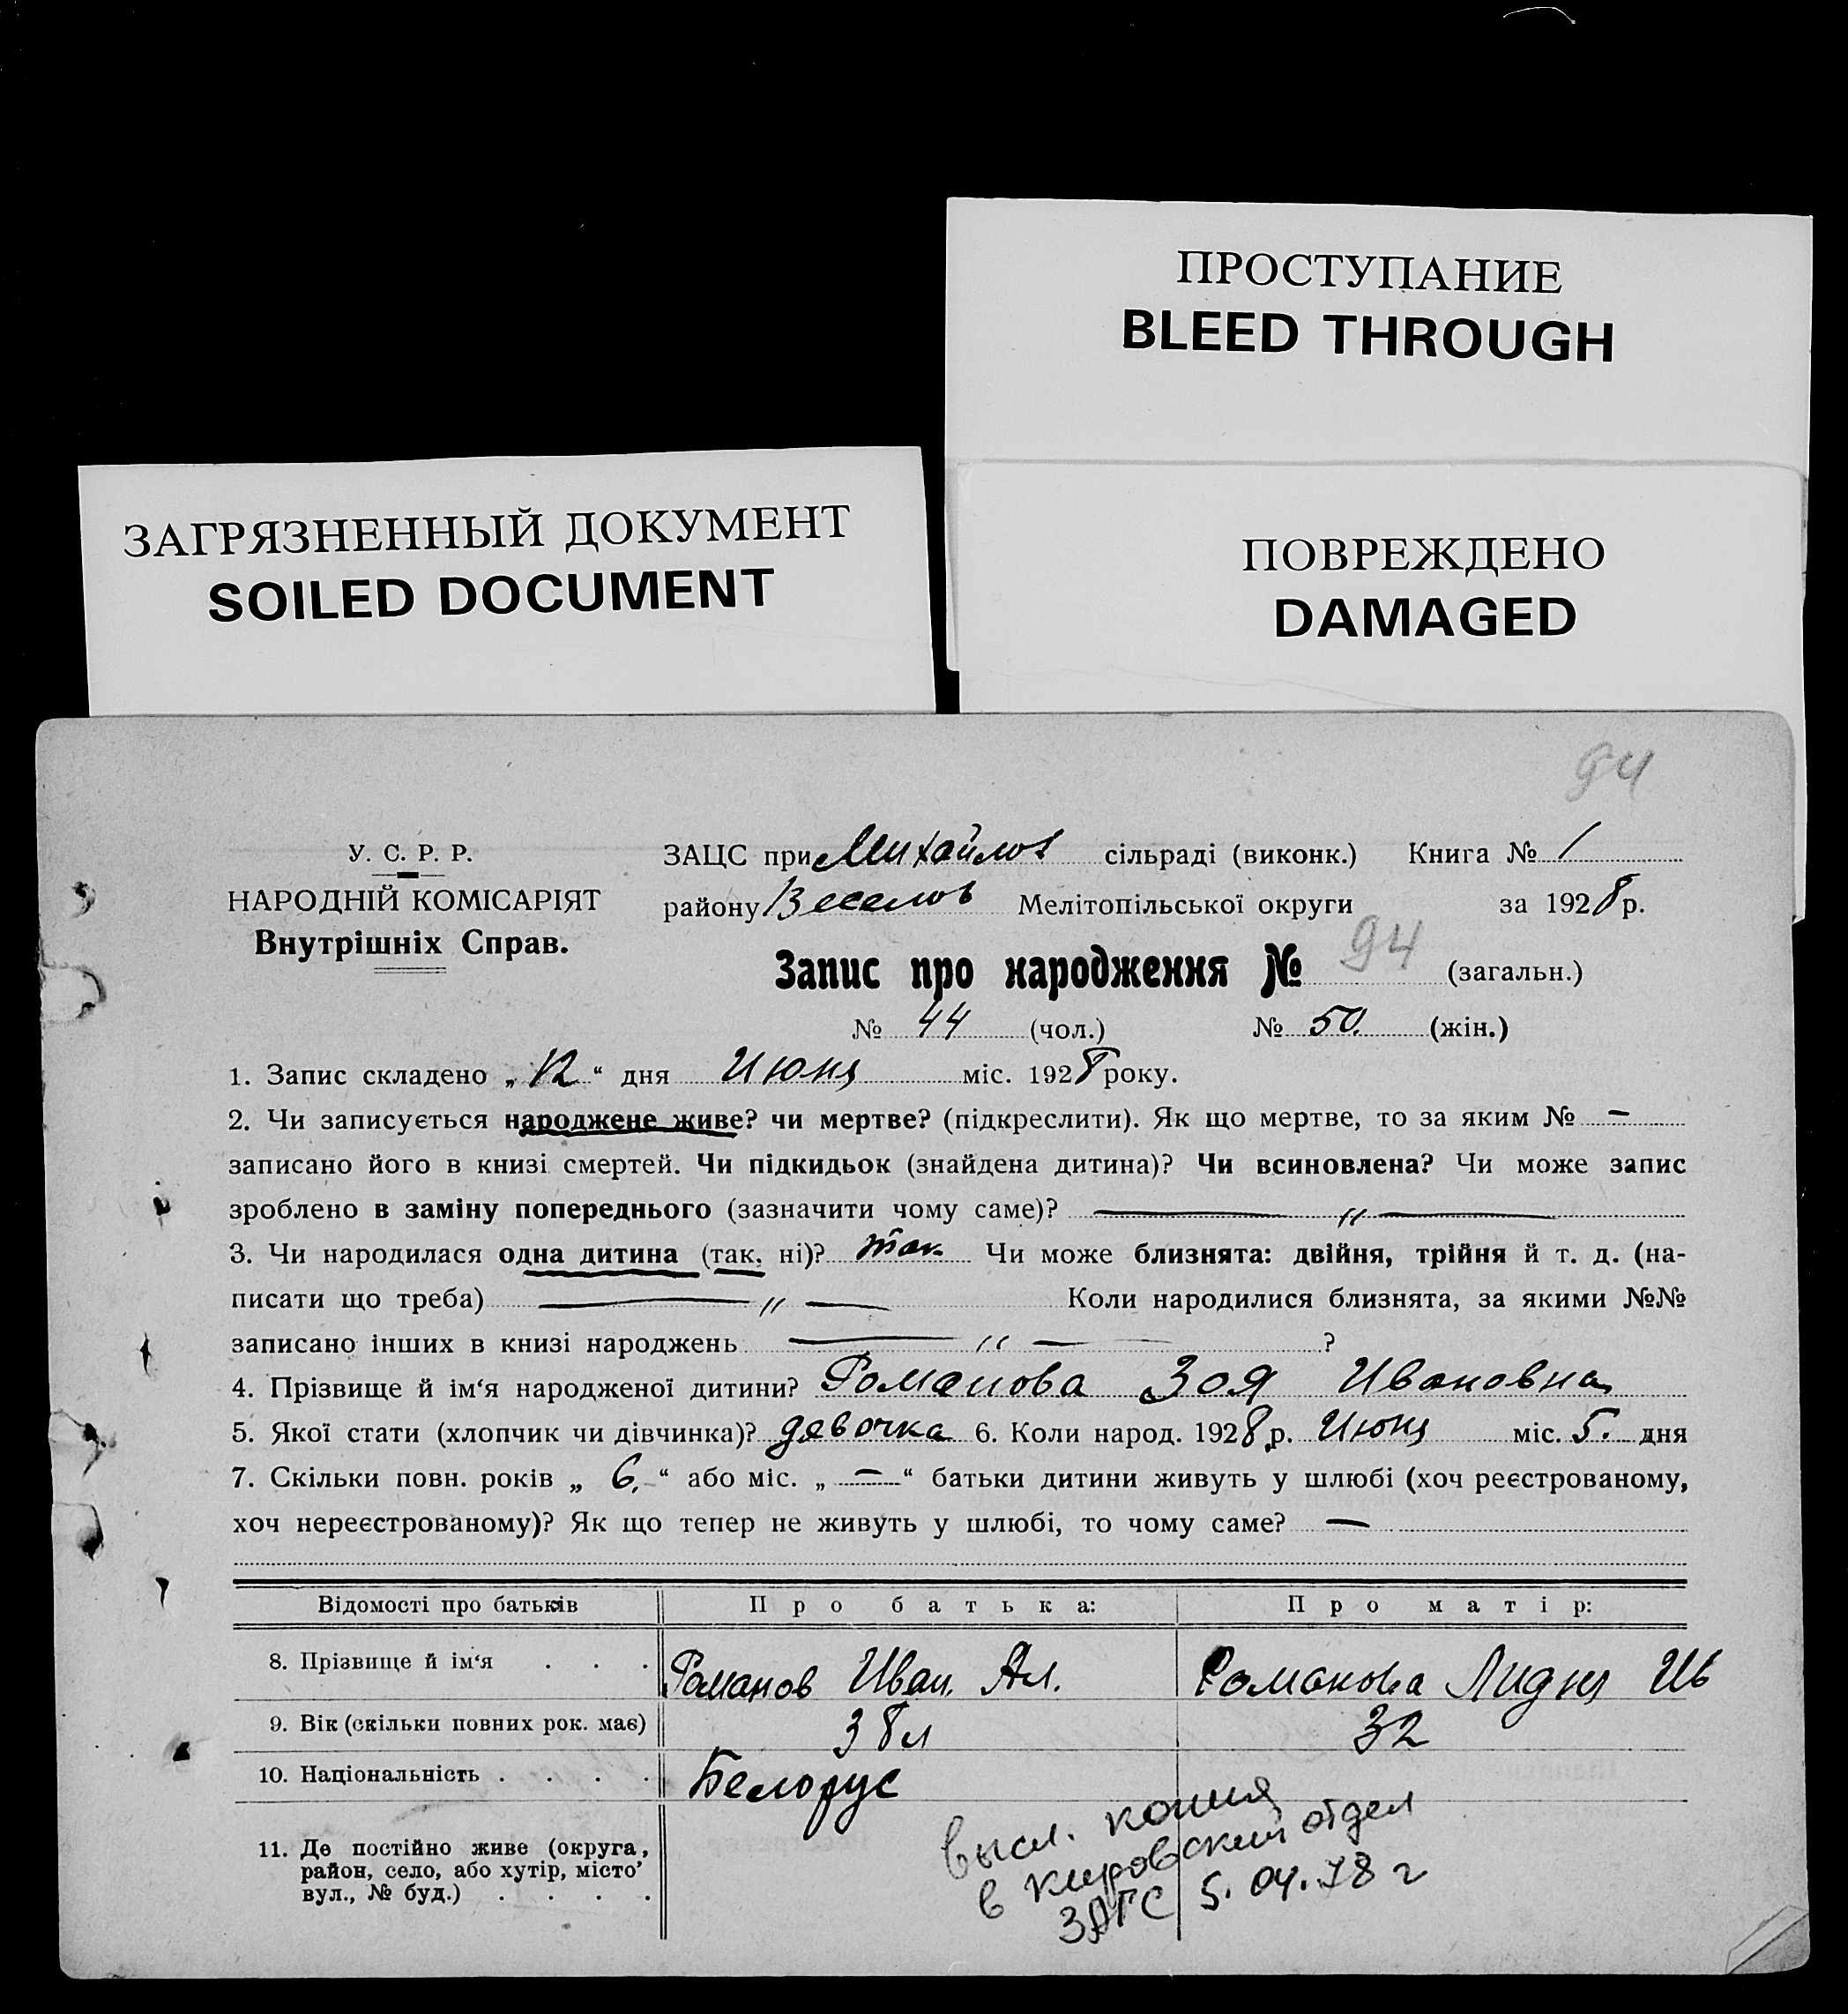 ПРОСТУПАНИЕ
BLEED THROUGH
ЗАГРЯЗНЕННЫЙ ДОКУМЕНТ
SOILED DOCUMENT
ПОВРЕЖДЕНО
DAMAGED
94
У. С. Р. Р.
НАРОДНІЙ КОМІСАРІЯТ
Внутрішніх Справ.
ЗАЦС при Михайлов сільраді (виконк.) Книга № 1
району Веселов Мелітопільської округи за 1928 р.
Запис про народження № 94 (загальн.)
№ 44 (чол.) № 50. (жін.)
1. Запис складено „12“ дня Июня міс. 1928 року.
2. Чи записується народжене живе? чи мертве? (підкреслити). Як що мертве, то за яким № —
записано його в книзі смертей. Чи підкидьок (знайдена дитина)? Чи всиновлена? Чи може запис
зроблено в заміну попереднього (зазначити чому саме)? — „ —
3. Чи народилася одна дитина (так, ні)? так Чи може близнята: двійня, трійня й т. д. (на-
писати що треба) — „ — Коли народилися близнята, за якими №№
записано інших в книзі народжень — „ — ?
4. Прізвище й ім‘я народженої дитини? Романова Зоя Ивановна
5. Якої стати (хлопчик чи дівчинка)? девочка 6. Коли народ. 1928 р. Июня міс. 5. дня
7. Скільки повн. років „ 6. “ або міс. „ — “ батьки дитини живуть у шлюбі (хоч реєстрованому,
хоч нереєстрованому)? Як що тепер не живуть у шлюбі, то чому саме? —
Відомості про батьків Про батька: Про матір:
8. Прізвище й ім‘я . . . Романов Иван. Ал. Романова Лидия Ив
9. Вік (скільки повних рок. має) 38 л 32
10. Національність . . . . Белорус
11. Де постійно живе (округа,
район, село, або хутір, місто
вул., № буд.) . . . .
высл. копия
в Кировский отдел
ЗАГС 5.04.78 г